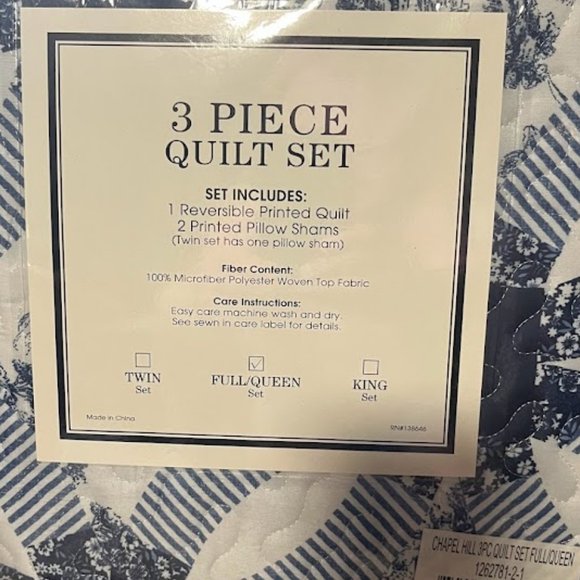 3 PIECE
QUILT SET
SET INCLUDES:
1 Reversible Printed Quilt
2 Printed Pillow Shams
(Twin set has one pillow sham)
Fiber Content:
100% Microfiber Polyester Woven Top Fabric
Care Instructions:
Easy care machine wash and dry.
See sewn in care label for details.
TWIN
Set
FULL/QUEEN
Set
KING
Set
Made in China
RN#138646
CHAPEL HILL 3PC QUILT SET FULL/QUEEN
1262781-2-1